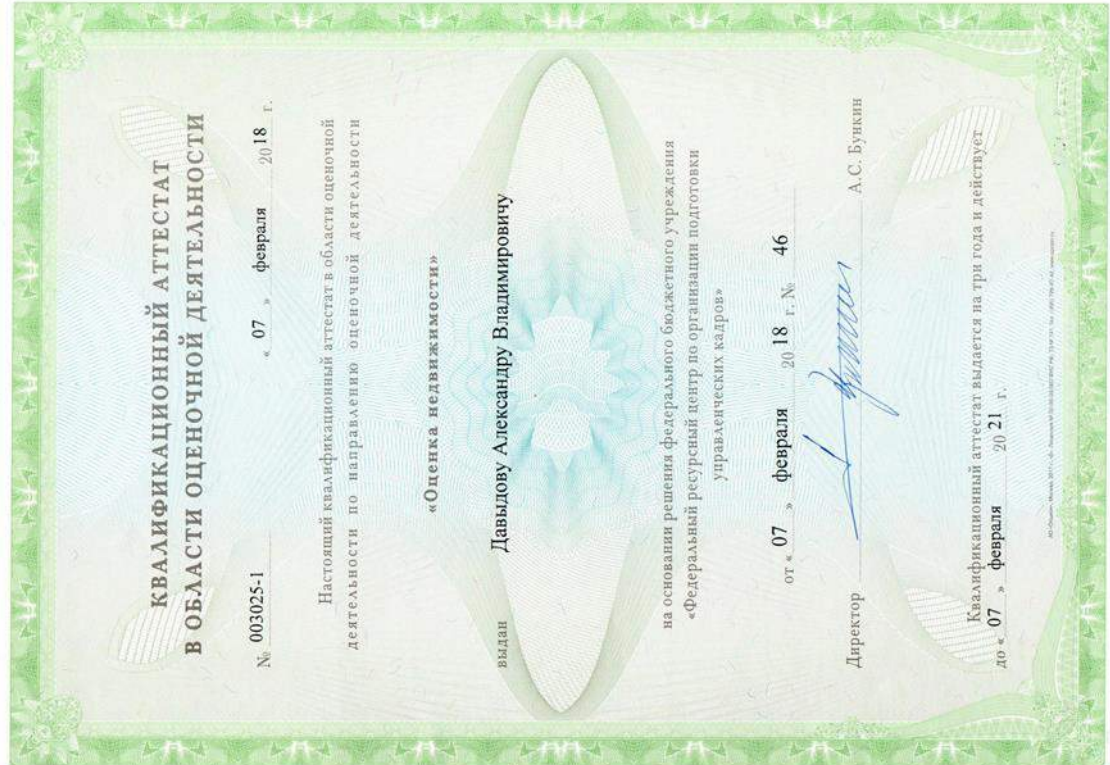 КВАЛИФИКАЦИОННЫЙ АТТЕСТАТ
В ОБЛАСТИ ОЦЕНОЧНОЙ ДЕЯТЕЛЬНОСТИ
№ 003025-1 « 07 » февраля 20 18 г.
Настоящий квалификационный аттестат в области оценочной
деятельности по направлению оценочной деятельности
«Оценка недвижимости»
выдан Давыдову Александру Владимировичу
на основании решения федерального бюджетного учреждения
«Федеральный ресурсный центр по организации подготовки
управленческих кадров»
от « 07 » февраля 20 18 г. № 46
Директор А.С. Бункин
Квалификационный аттестат выдается на три года и действует
до « 07 » февраля 20 21 г.